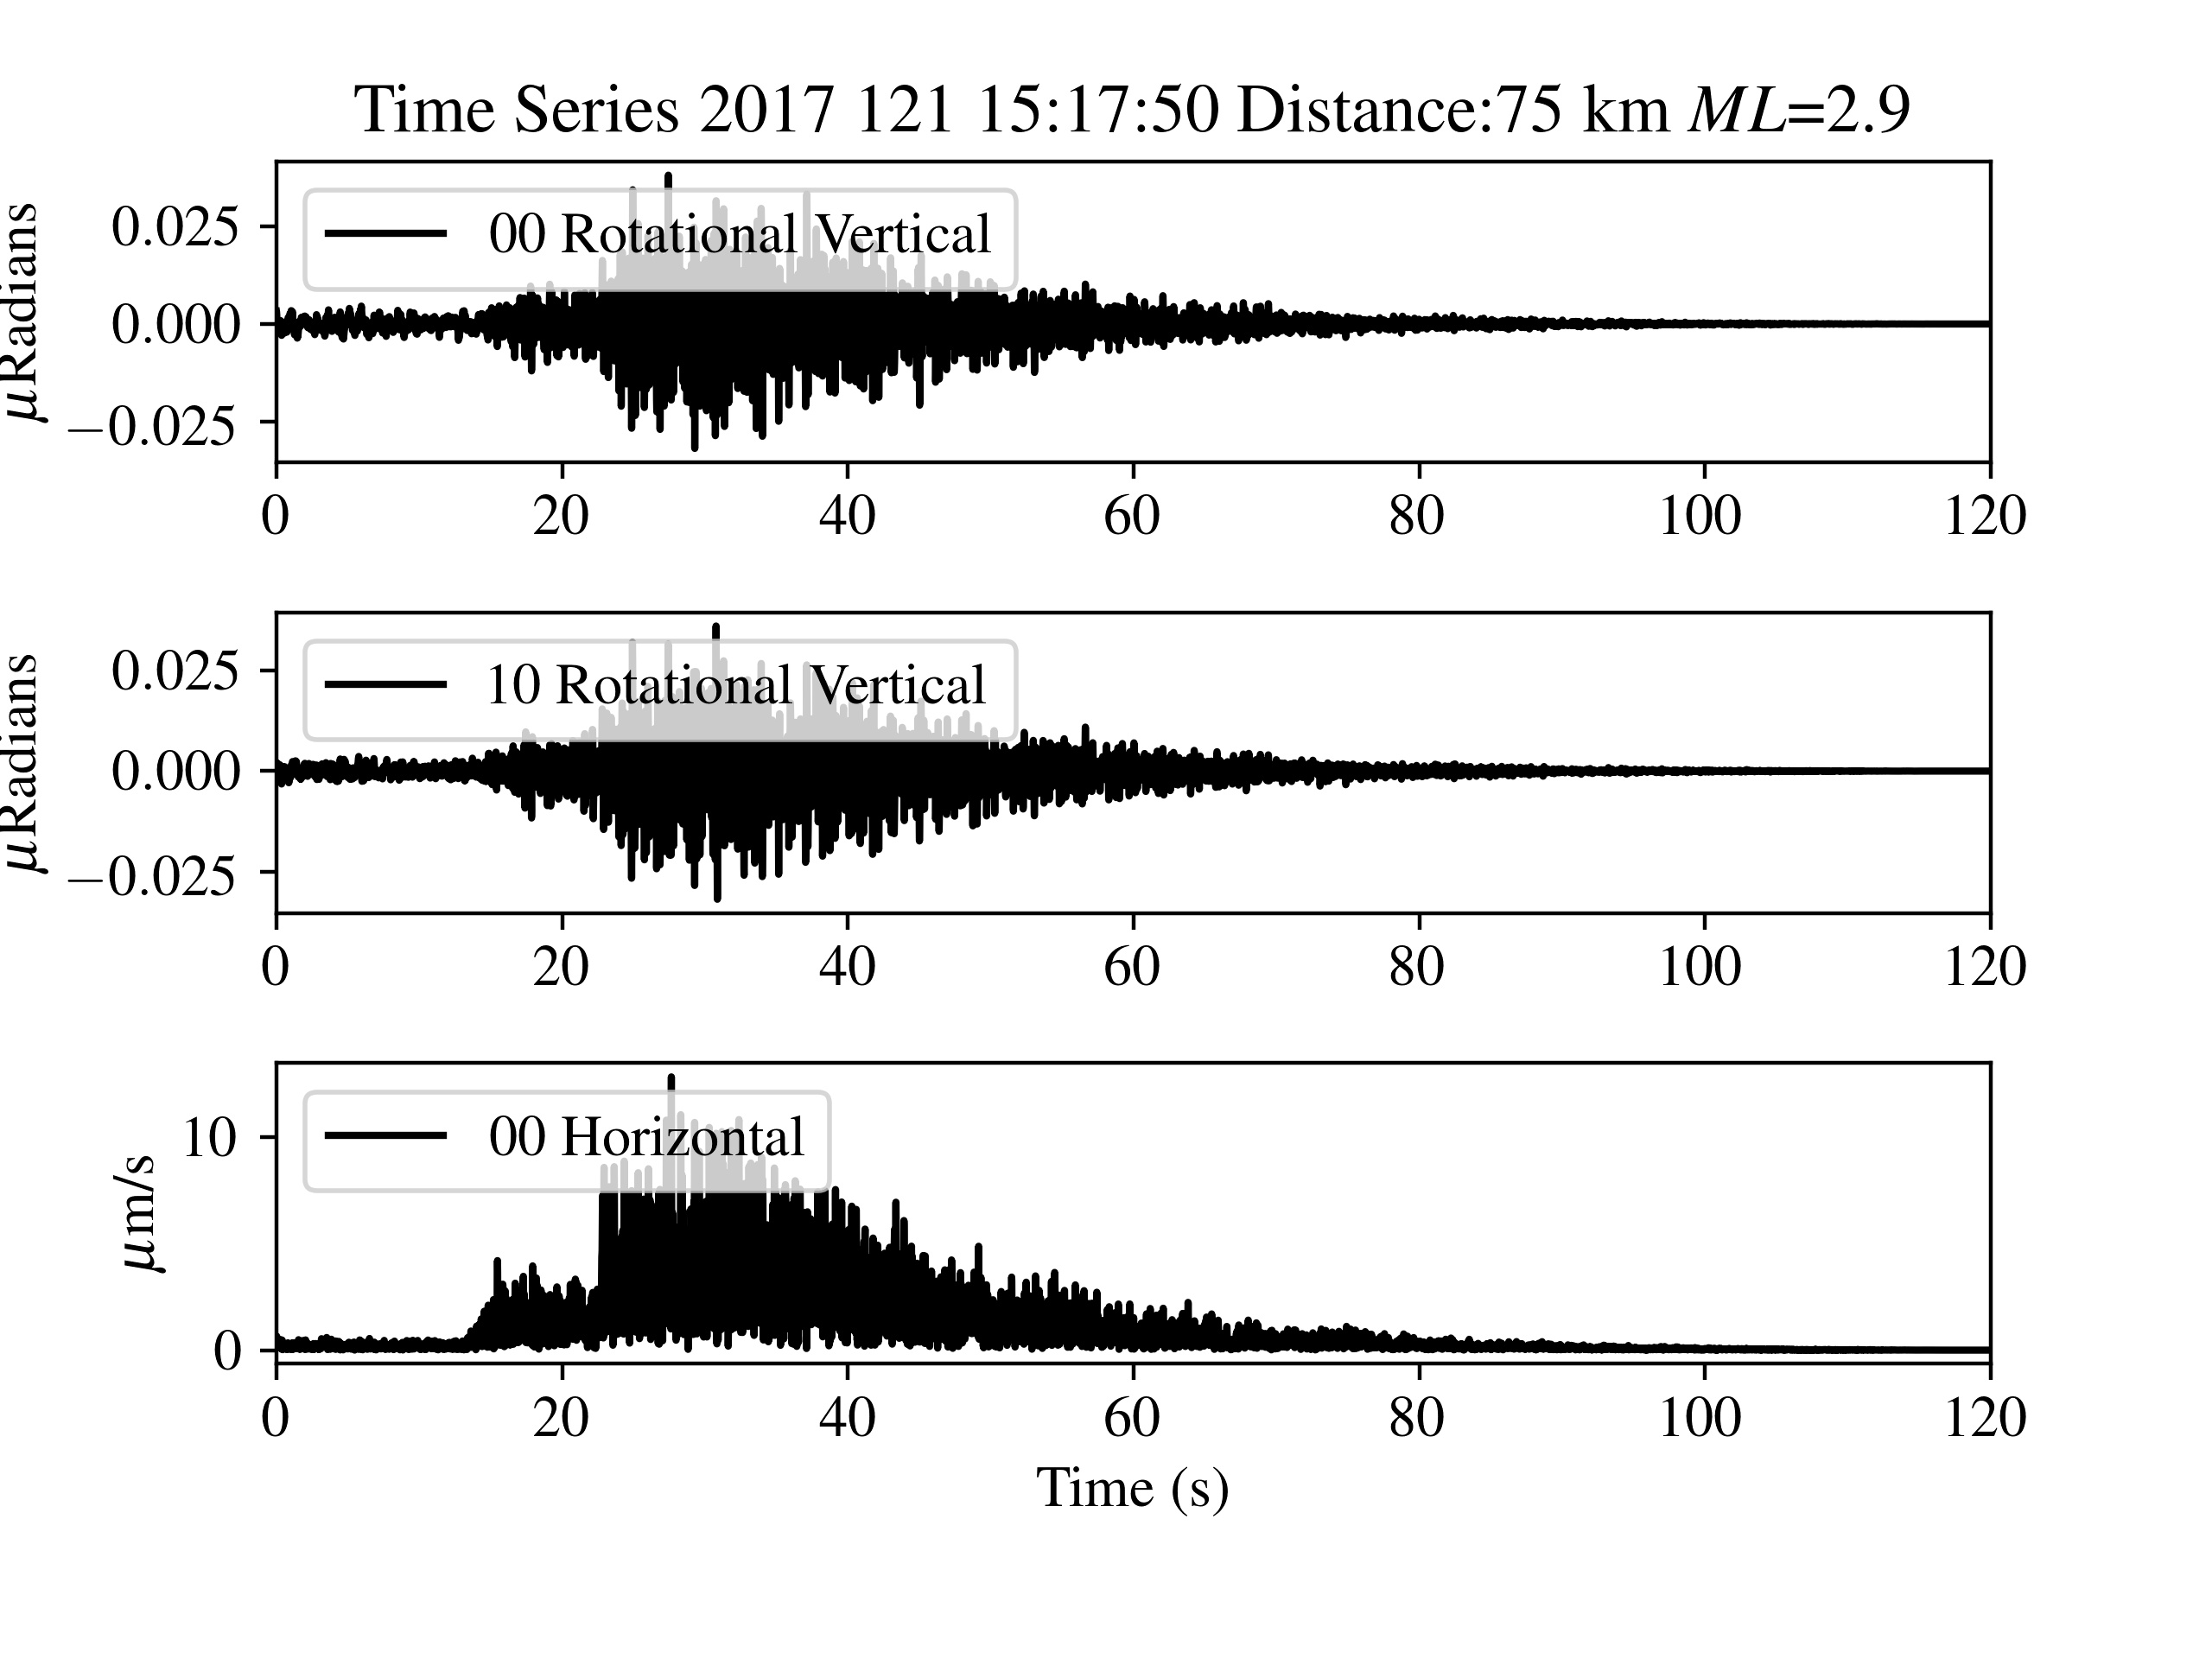 Time Series 2017 121 15:17:50 Distance:75 km ML=2.9
μRadians
0.025
0.000
−0.025
00 Rotational Vertical
0 20 40 60 80 100 120
μRadians
0.025
0.000
−0.025
10 Rotational Vertical
0 20 40 60 80 100 120
μm/s
10
0
00 Horizontal
0 20 40 60 80 100 120
Time (s)